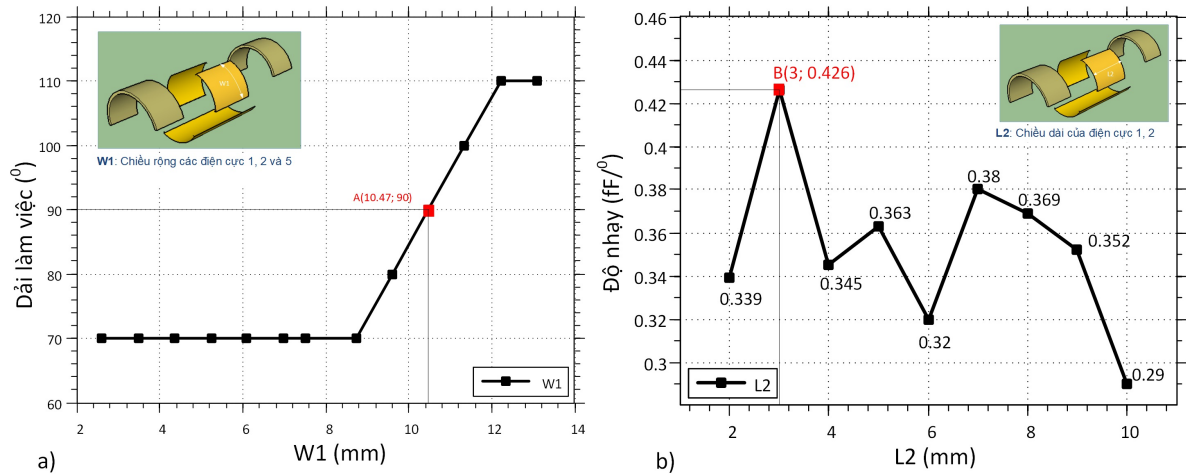 120
110
100
90
80
70
60
Dải làm việc (⁰)
W1
W1: Chiều rộng các điện cực 1, 2 và 5
A(10.47; 90)
W1
2
4
6
8
10
12
14
W1 (mm)
a)
0.46
0.44
0.42
0.4
0.38
0.36
0.34
0.32
0.3
Độ nhạy (fF/⁰)
B(3; 0.426)
L2
L2: Chiều dài của điện cực 1, 2
0.339
0.345
0.363
0.32
0.38
0.369
0.352
0.29
L2
2
4
6
8
10
L2 (mm)
b)